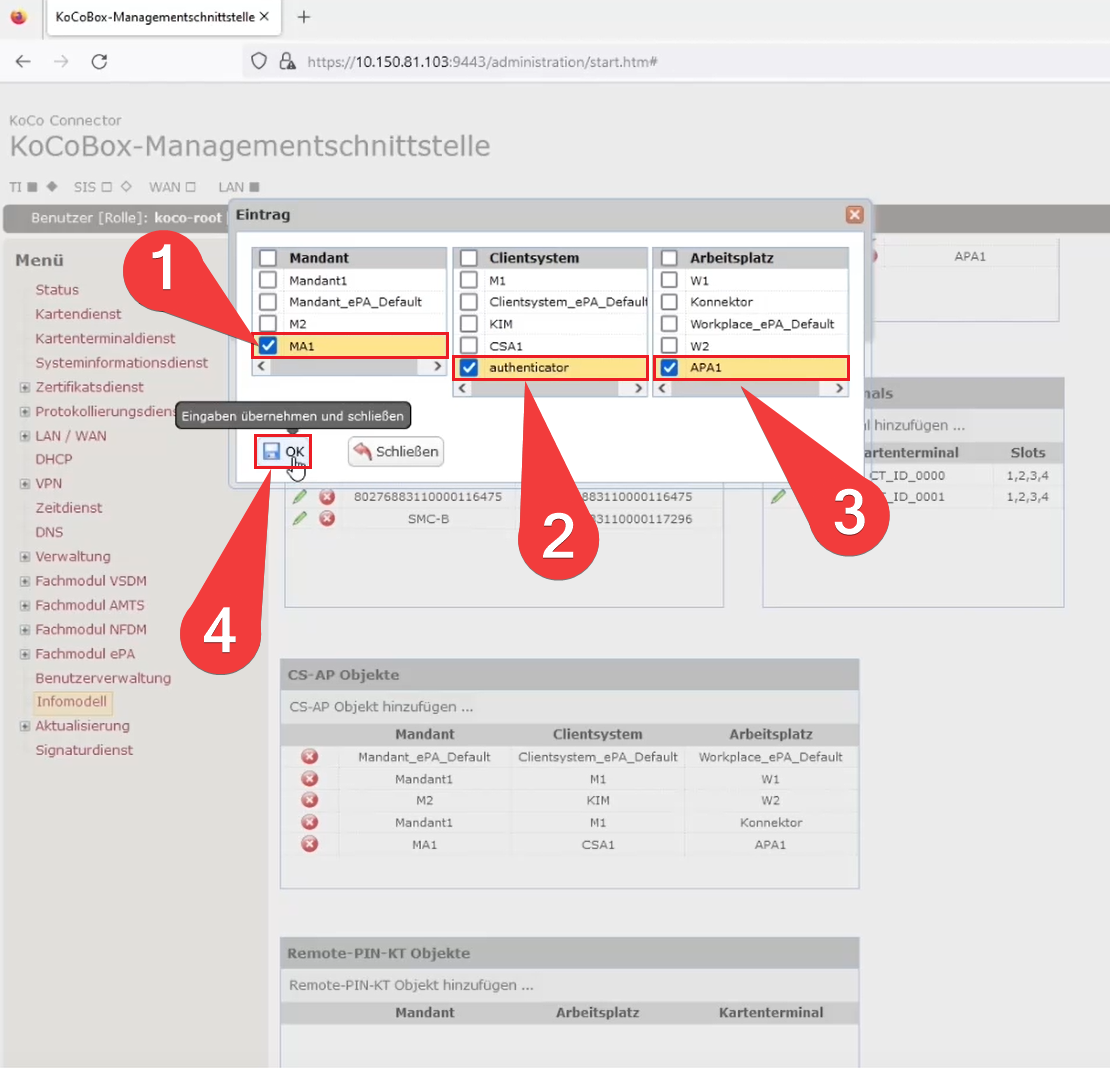 KoCoBox-Managementschnittstelle
https://10.150.81.103:9443/administration/start.htm#
KoCo Connector
KoCoBox-Managementschnittstelle
TI SIS WAN LAN
Benutzer [Rolle]: koco-root
Eintrag
Menü
Status
Kartendienst
Kartenterminaldienst
Systeminformationsdienst
Zertifikatsdienst
Protokollierungsdiens
LAN / WAN
DHCP
VPN
Zeitdienst
DNS
Verwaltung
Fachmodul VSDM
Fachmodul AMTS
Fachmodul NFDM
Fachmodul ePA
Benutzerverwaltung
Infomodell
Aktualisierung
Signaturdienst
Mandant Clientsystem Arbeitsplatz
Mandant1 M1 W1
Mandant_ePA_Default Clientsystem_ePA_Default Konnektor
M2 KIM Workplace_ePA_Default
MA1 CSA1 W2
authenticator APA1
1
2
3
4
Eingaben übernehmen und schließen
OK Schließen
APA1
nals
l hinzufügen ...
artenterminal Slots
CT_ID_0000 1,2,3,4
CT_ID_0001 1,2,3,4
80276883110000116475 883110000116475
SMC-B 83110000117296
CS-AP Objekte
CS-AP Objekt hinzufügen ...
Mandant Clientsystem Arbeitsplatz
Mandant_ePA_Default Clientsystem_ePA_Default Workplace_ePA_Default
Mandant1 M1 W1
M2 KIM W2
Mandant1 M1 Konnektor
MA1 CSA1 APA1
Remote-PIN-KT Objekte
Remote-PIN-KT Objekt hinzufügen ...
Mandant Arbeitsplatz Kartenterminal